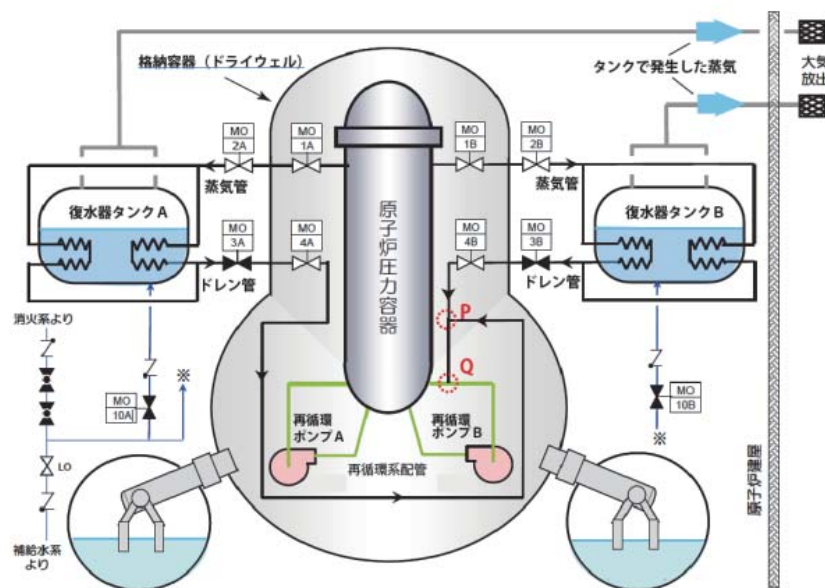 格納容器（ドライウェル）
タンクで発生した蒸気
大気
放出
MO
2A
MO
1A
MO
1B
MO
2B
蒸気管
蒸気管
復水器タンクA
復水器タンクB
原子炉圧力容器
MO
3A
MO
4A
MO
4B
MO
3B
ドレン管
ドレン管
P
Q
消火系より
※
MO
10A
MO
10B
※
再循環
ポンプA
再循環
ポンプB
再循環系配管
LO
補給水系
より
原子炉建屋